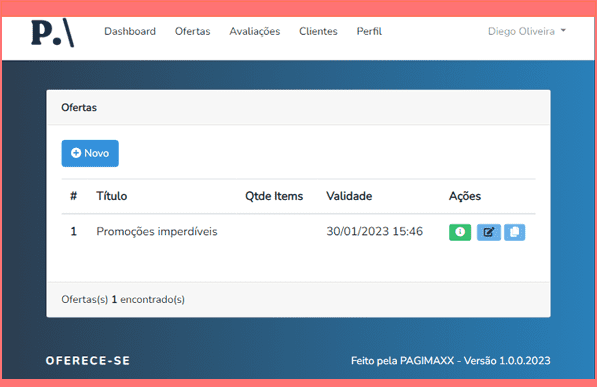 P.\ Dashboard Ofertas Avaliações Clientes Perfil Diego Oliveira
Ofertas
Novo
# Título Qtde Items Validade Ações
1 Promoções imperdíveis 30/01/2023 15:46
Ofertas(s) 1 encontrado(s)
OFERECE-SE Feito pela PAGIMAXX - Versão 1.0.0.2023